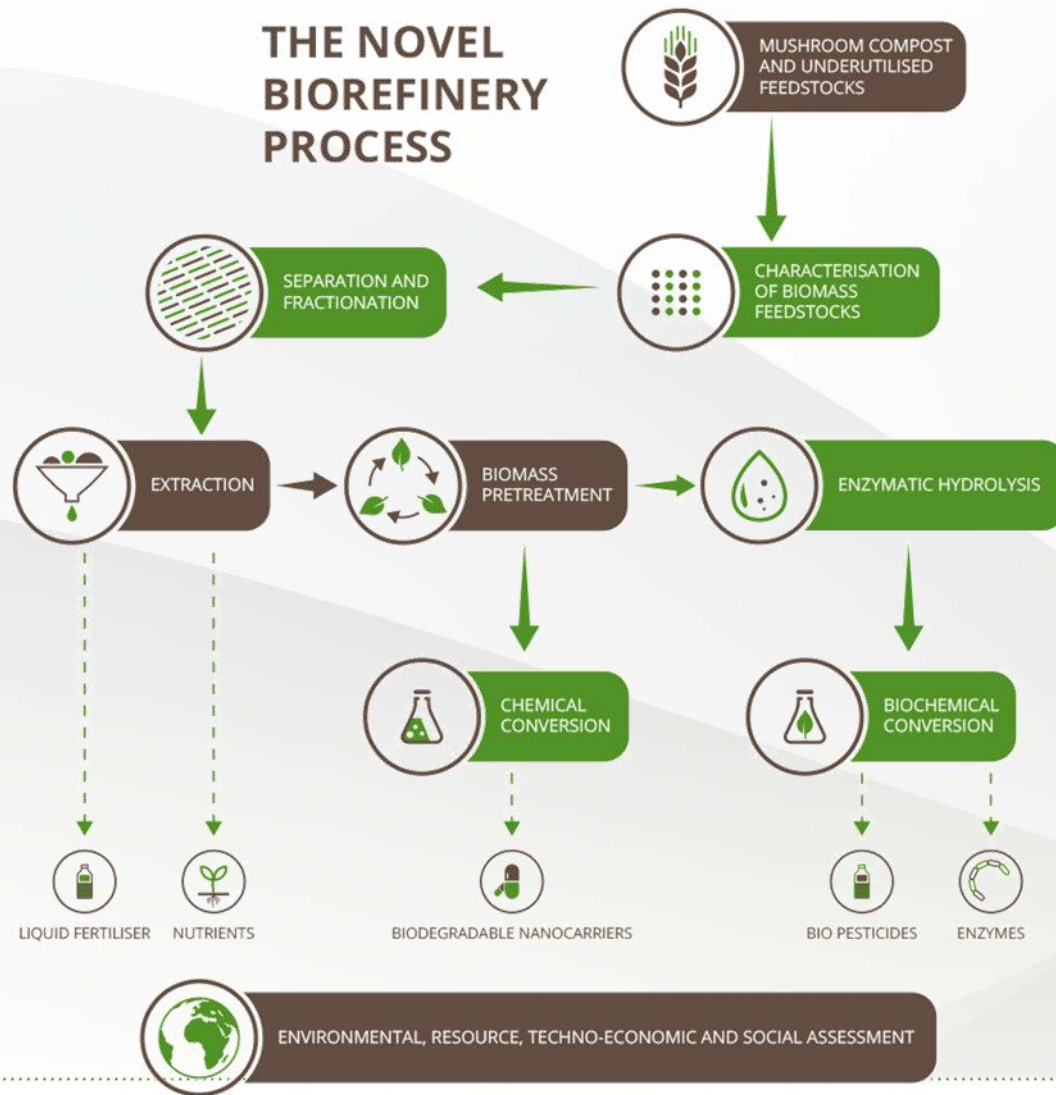 THE NOVEL
BIOREFINERY
PROCESS
MUSHROOM COMPOST
AND UNDERUTILISED
FEEDSTOCKS
SEPARATION AND
FRACTIONATION
CHARACTERISATION
OF BIOMASS
FEEDSTOCKS
EXTRACTION
BIOMASS
PRETREATMENT
ENZYMATIC HYDROLYSIS
CHEMICAL
CONVERSION
BIOCHEMICAL
CONVERSION
LIQUID FERTILISER
NUTRIENTS
BIODEGRADABLE NANOCARRIERS
BIO PESTICIDES
ENZYMES
ENVIRONMENTAL, RESOURCE, TECHNO-ECONOMIC AND SOCIAL ASSESSMENT